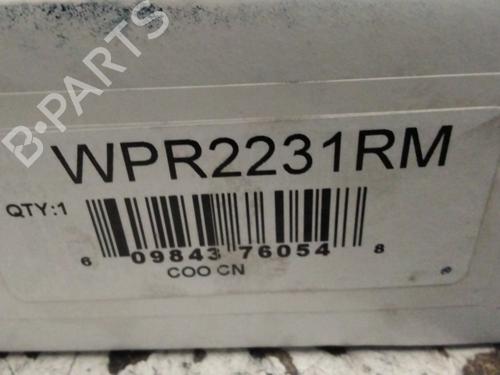 B-PARTS
WPR2231RM
QTY:1
6 09843 76054 8
COO CN